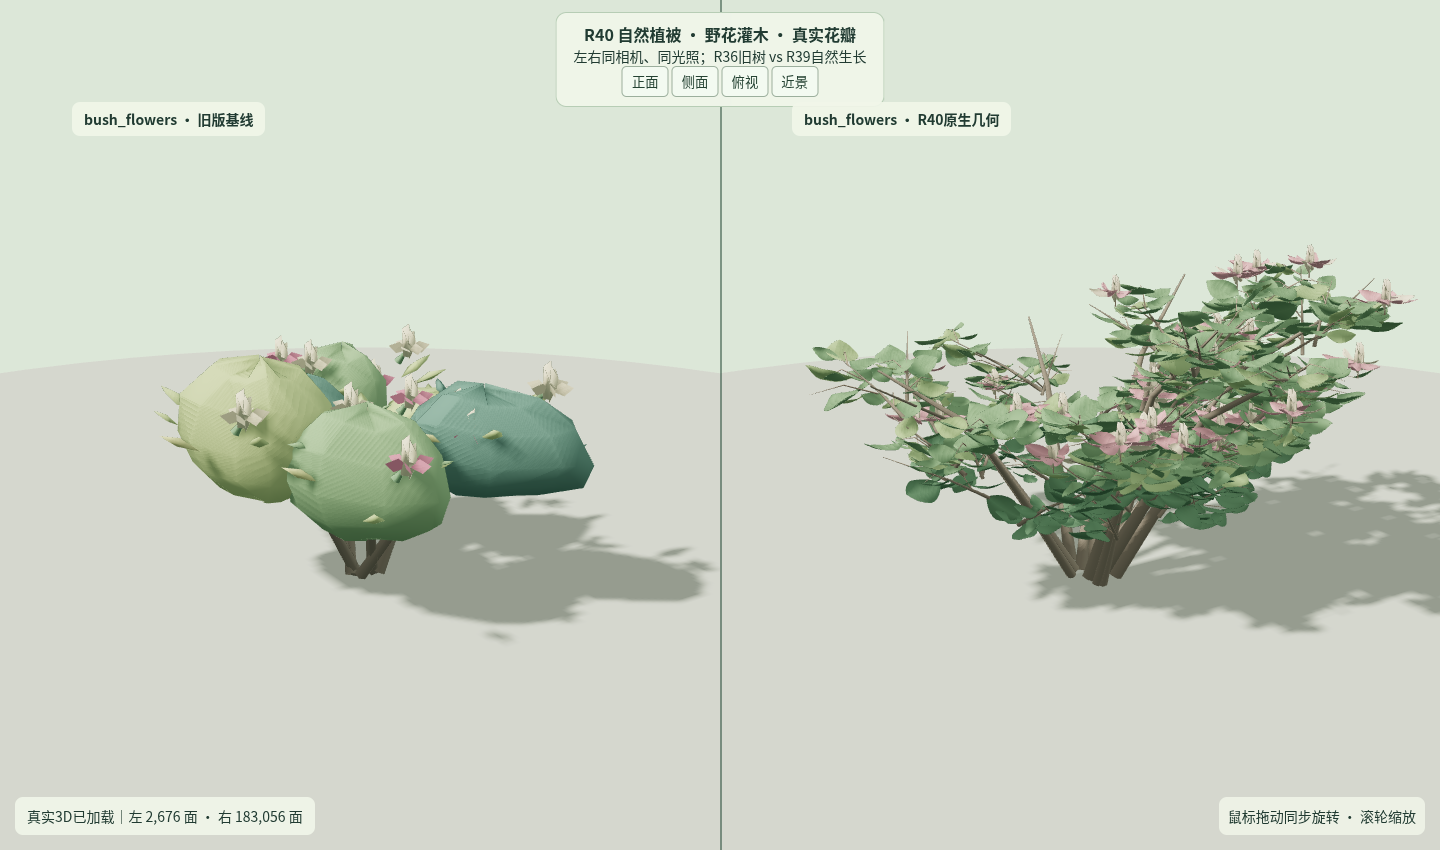 R40 自然植被 · 野花灌木 · 真实花瓣
左右同相机、同光照；R36旧树 vs R39自然生长
正面 侧面 俯视 近景
bush_flowers · 旧版基线
bush_flowers · R40原生几何
真实3D已加载｜左 2,676 面 · 右 183,056 面
鼠标拖动同步旋转 · 滚轮缩放